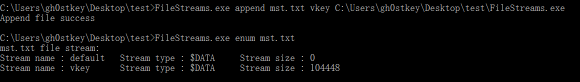 C:\Users\gh0stkey\Desktop\test>FileStreams.exe append mst.txt vkey C:\Users\gh0stkey\Desktop\test\FileStreams.exe
Append file success
C:\Users\gh0stkey\Desktop\test>FileStreams.exe enum mst.txt
mst.txt file stream:
Stream name : default Stream type : $DATA Stream size : 0
Stream name : vkey Stream type : $DATA Stream size : 104448